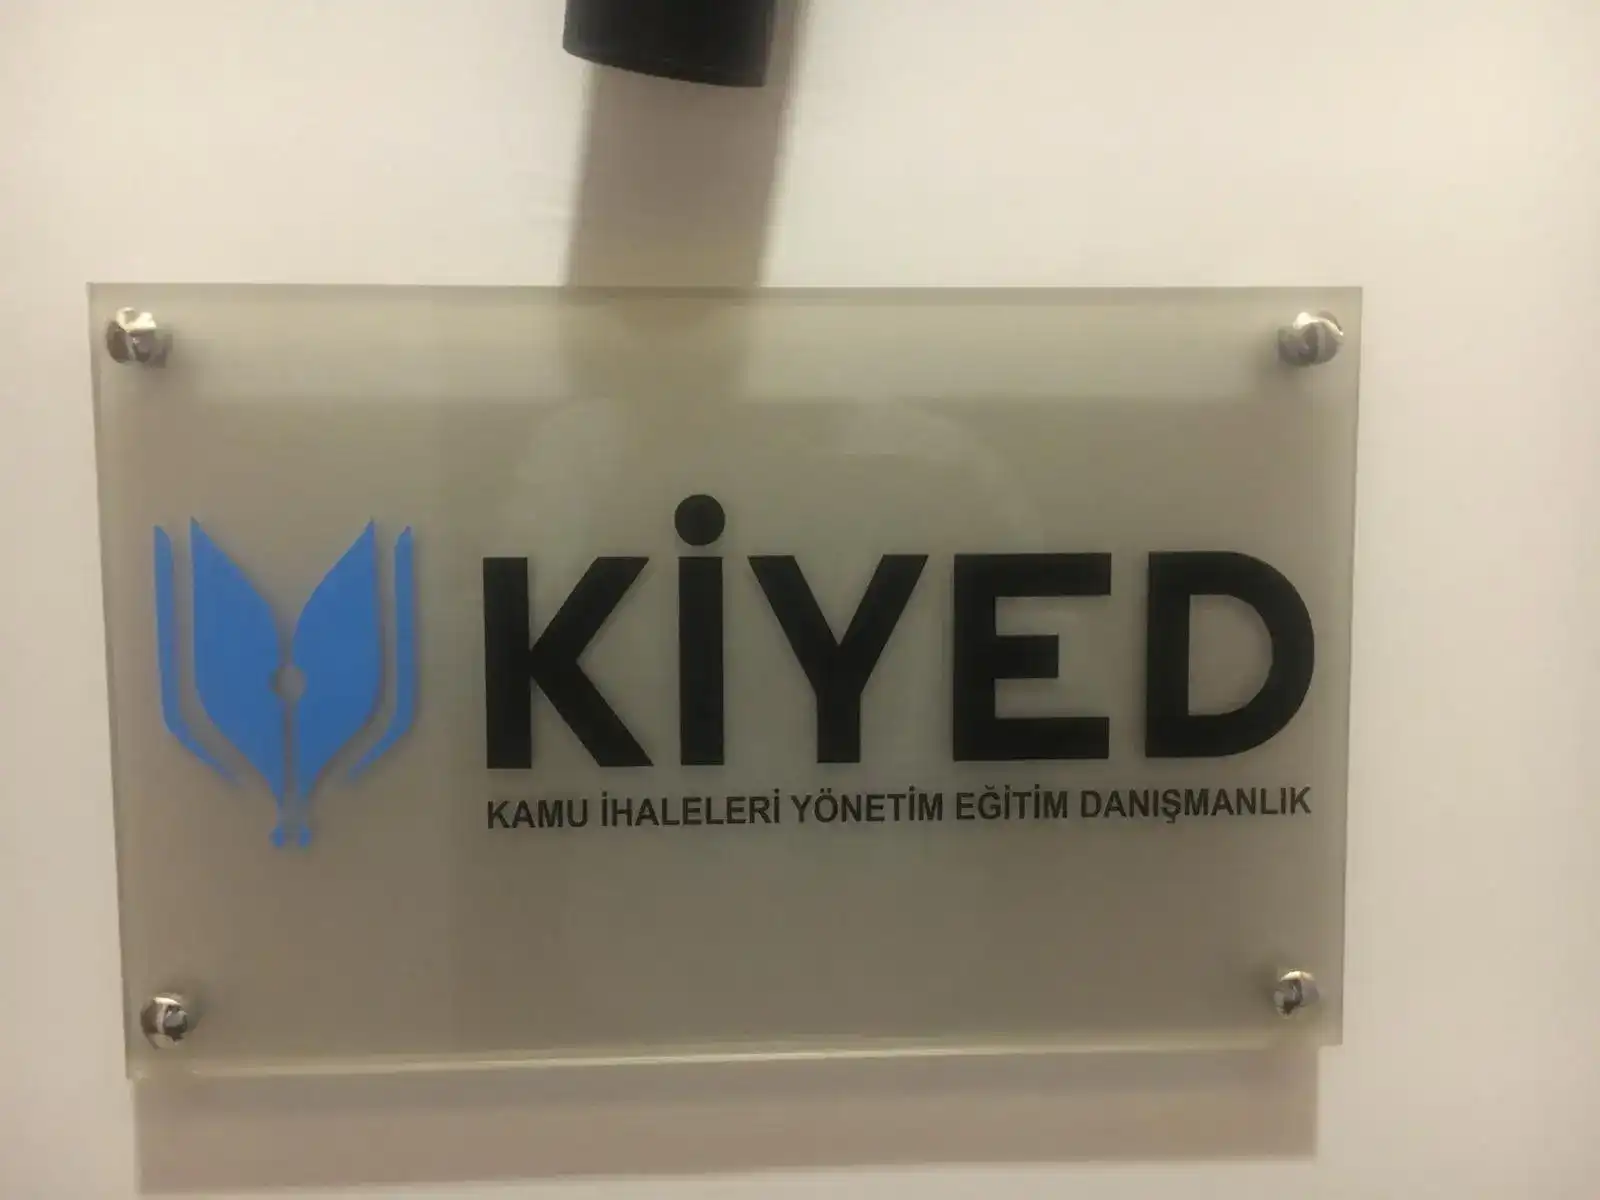 KİYED
KAMU İHALELERİ YÖNETİM EĞİTİM DANIŞMANLIK